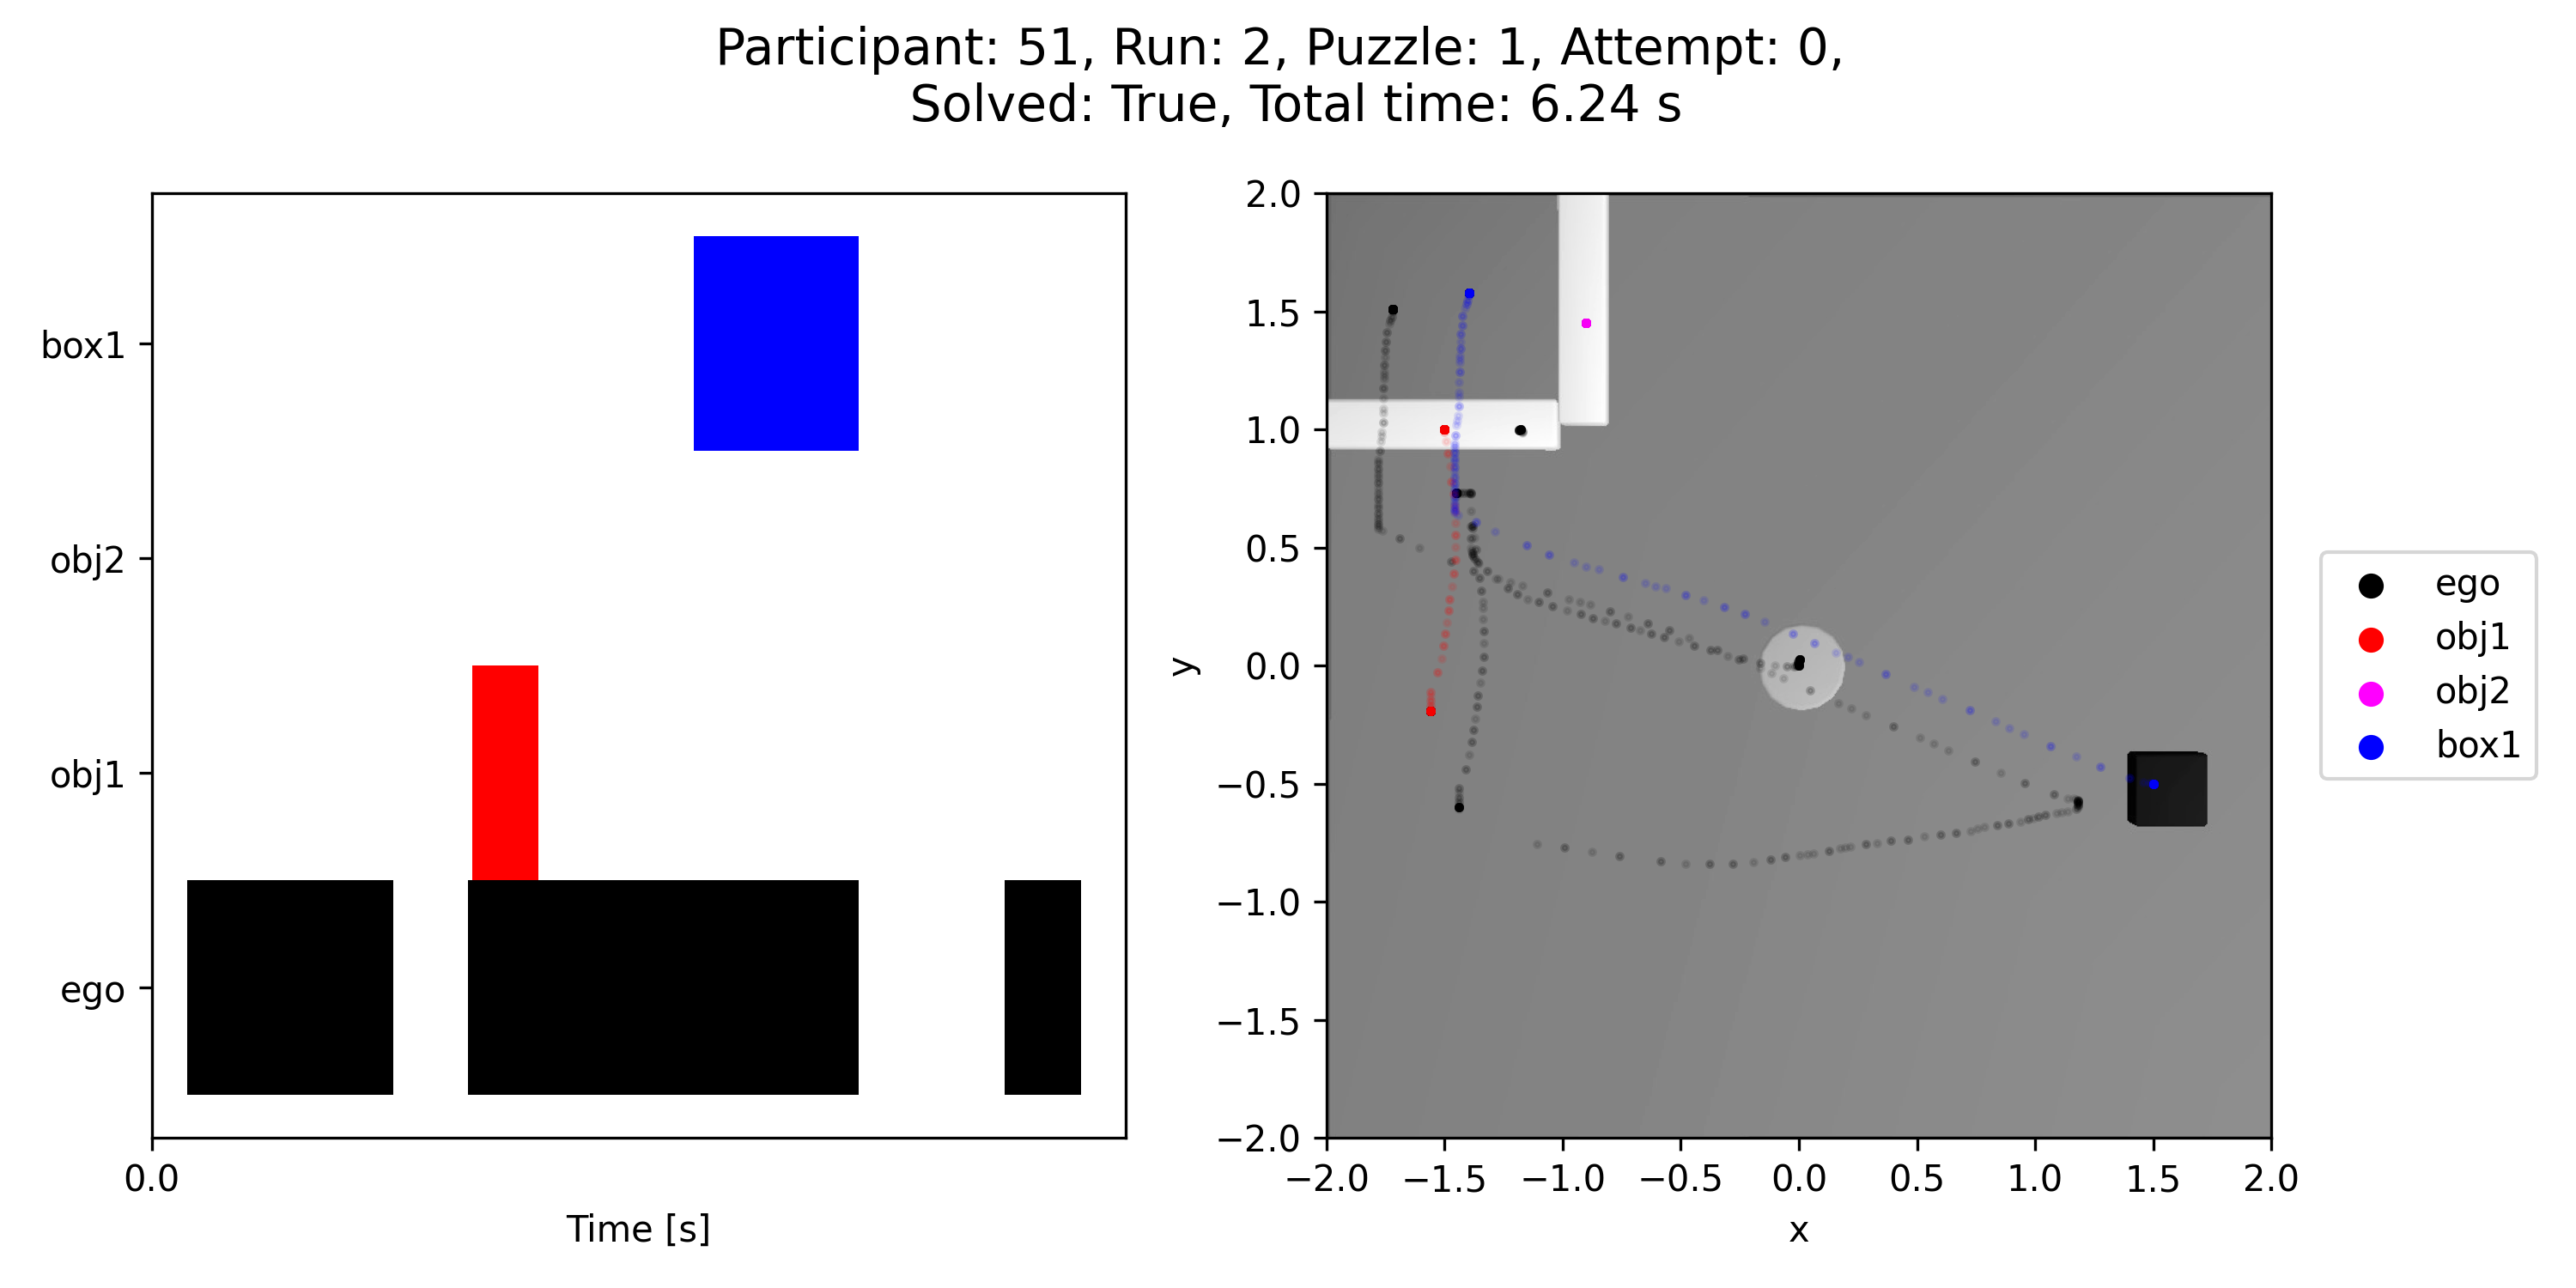 Participant: 51, Run: 2, Puzzle: 1, Attempt: 0,
Solved: True, Total time: 6.24 s
box1
obj2
obj1
ego
0.0
Time [s]
2.0
1.5
1.0
0.5
0.0
−0.5
−1.0
−1.5
−2.0
y
−2.0 −1.5 −1.0 −0.5 0.0 0.5 1.0 1.5 2.0
x
ego
obj1
obj2
box1